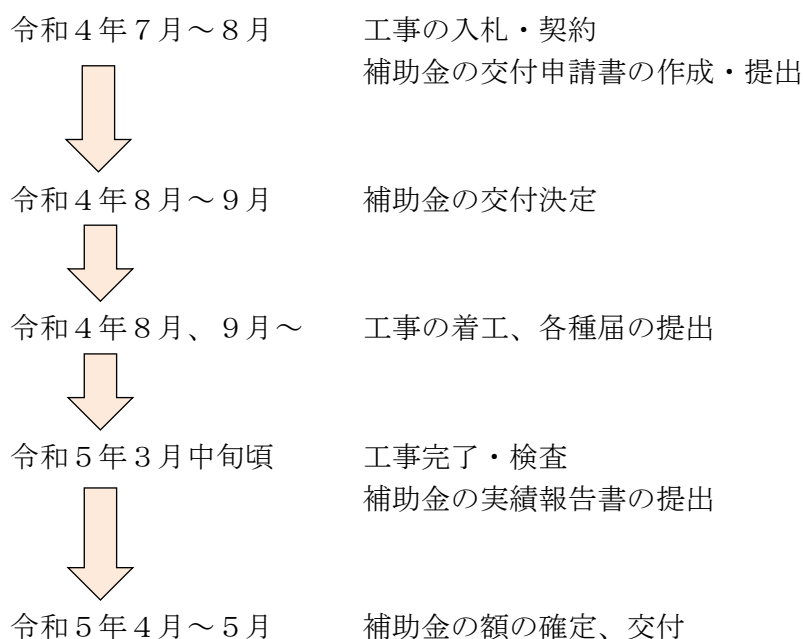 令和４年７月～８月　　　工事の入札・契約
補助金の交付申請書の作成・提出
令和４年８月～９月　　　補助金の交付決定
令和４年８月、９月～　　工事の着工、各種届の提出
令和５年３月中旬頃　　　工事完了・検査
補助金の実績報告書の提出
令和５年４月～５月　　　補助金の額の確定、交付